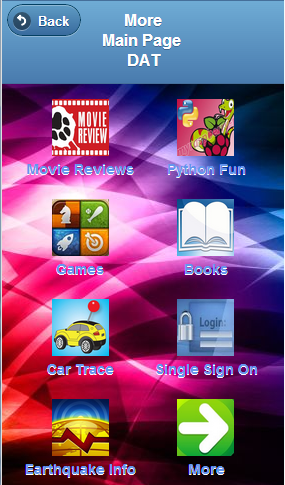 Back
More
Main Page
DAT
MOVIE
REVIEW
Movie Reviews
Python Fun
Games
Books
Login:
Car Trace
Single Sign On
Earthquake Info
More